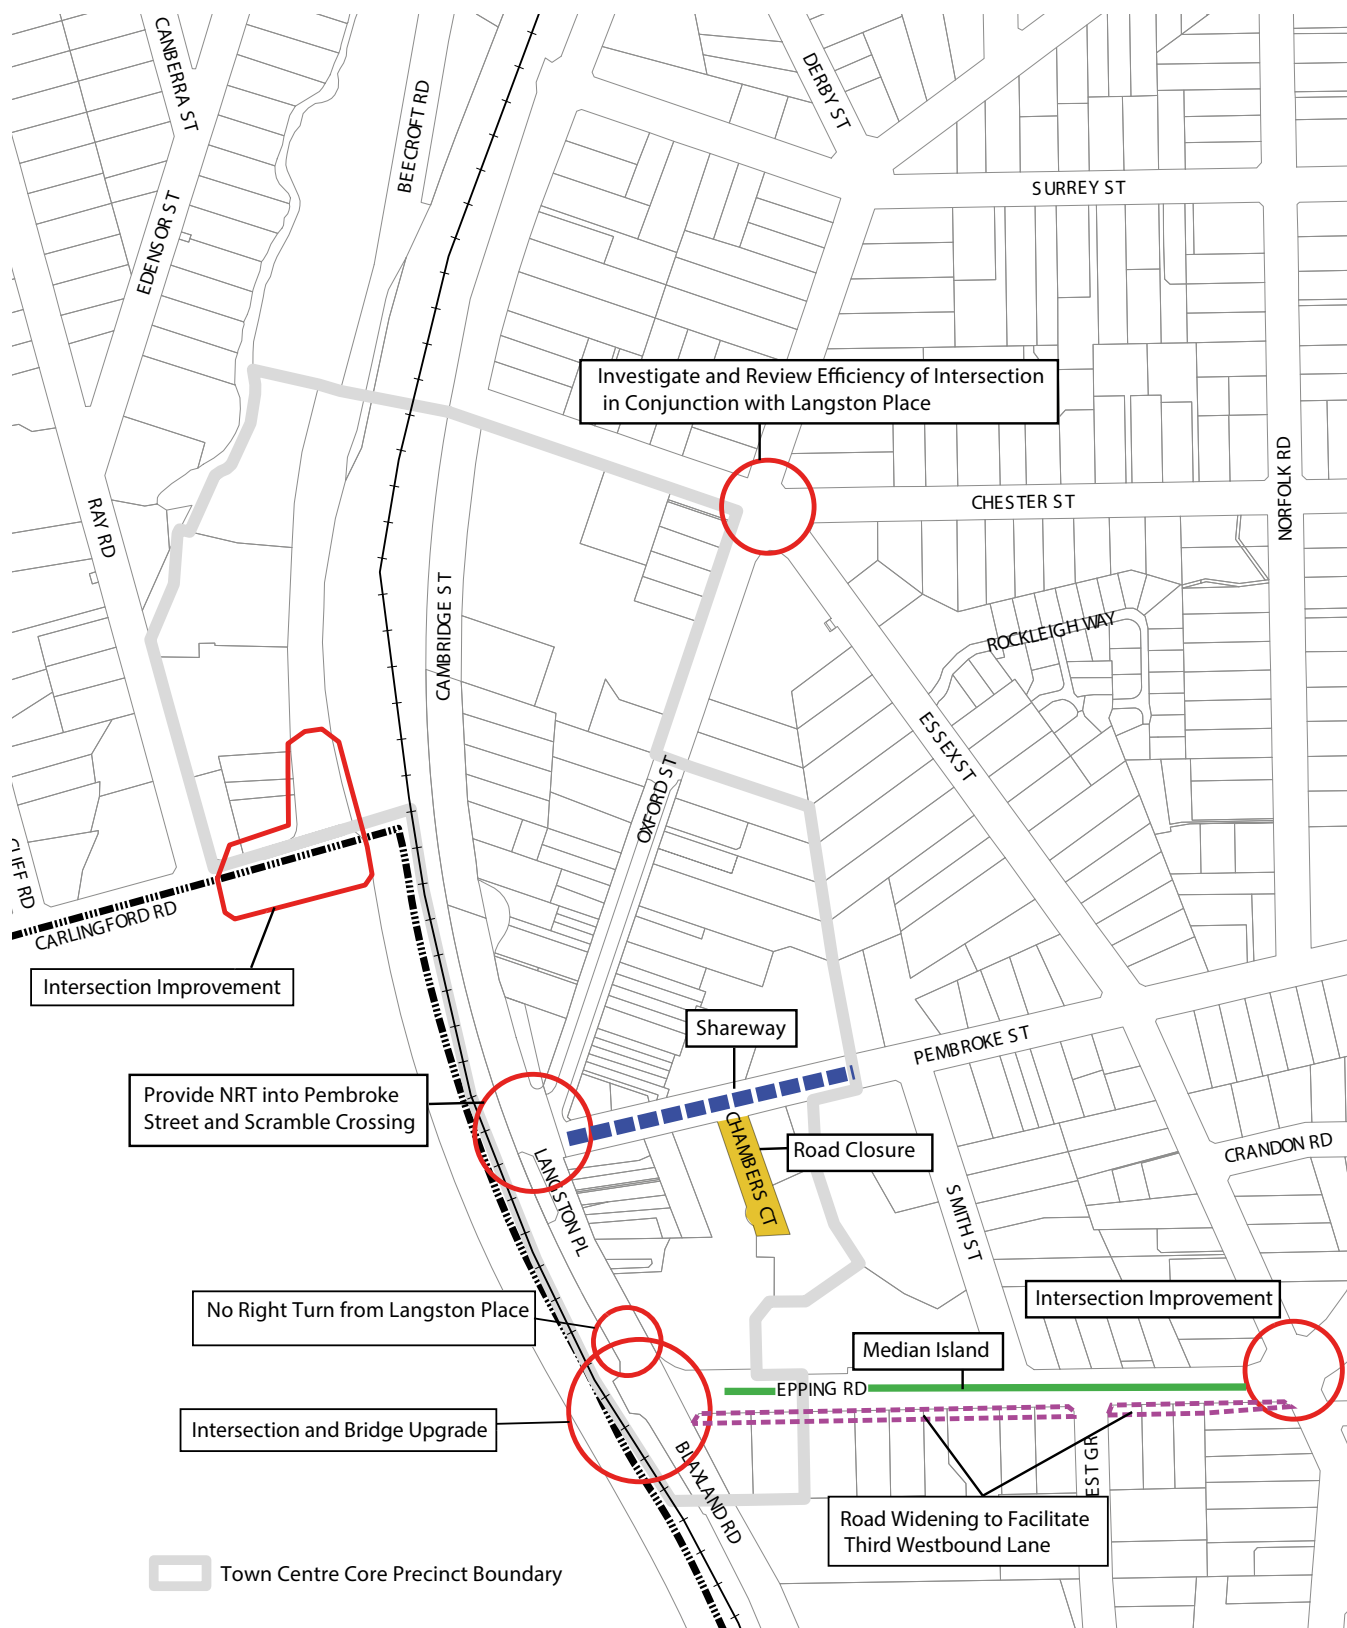 CANBERRA ST
BEECROFT RD
DERBY ST
SURREY ST
EDENSOR ST
Investigate and Review Efficiency of Intersection
in Conjunction with Langston Place
NORFOLK RD
RAY RD
CHESTER ST
CAMBRIDGE ST
ROCKLEIGH WAY
ESSEX ST
OXFORD ST
CLIFF RD
CARLINGFORD RD
Intersection Improvement
Shareway
PEMBROKE ST
Provide NRT into Pembroke
Street and Scramble Crossing
CHAMBERS CT
Road Closure
CRANDON RD
LANGSTON PL
SMITH ST
No Right Turn from Langston Place
Intersection Improvement
Median Island
EPPING RD
Intersection and Bridge Upgrade
BLAXLAND RD
EST GR
Road Widening to Facilitate
Third Westbound Lane
Town Centre Core Precinct Boundary